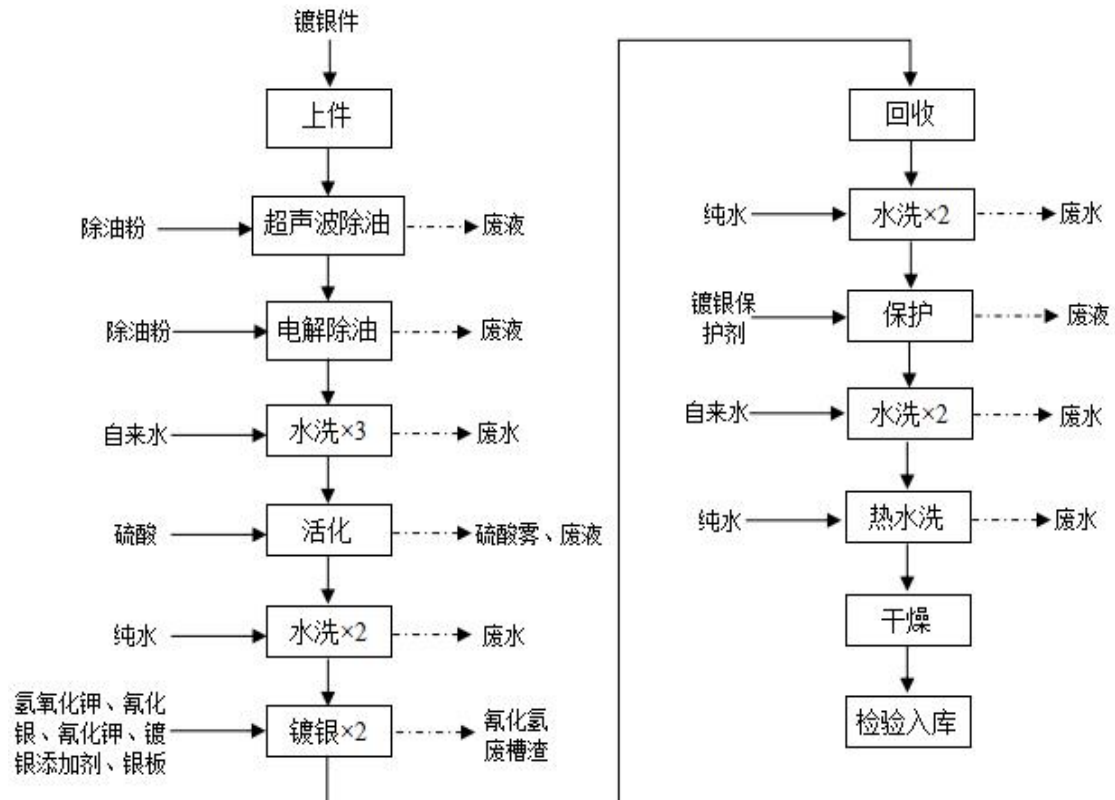 镀银件
上件
除油粉
超声波除油
废液
除油粉
电解除油
废液
自来水
水洗×3
废水
硫酸
活化
硫酸雾、废液
纯水
水洗×2
废水
氢氧化钾、氰化
银、氰化钾、镀
银添加剂、银板
镀银×2
氰化氢
废槽渣
回收
纯水
水洗×2
废水
镀银保
护剂
保护
废液
自来水
水洗×2
废水
纯水
热水洗
废水
干燥
检验入库